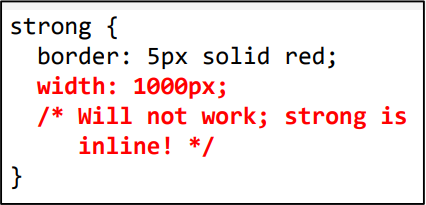 strong {
  border: 5px solid red;
  width: 1000px;
  /* Will not work; strong is
     inline! */
}